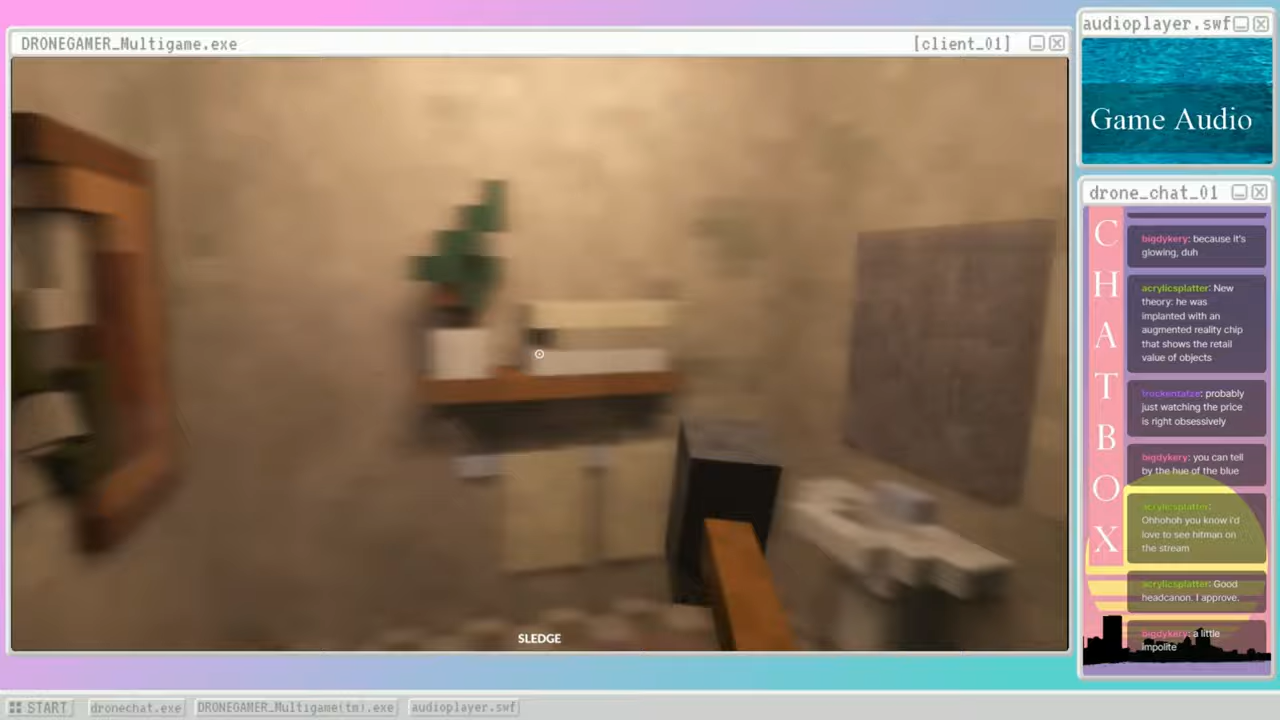 DRONEGAMER_Multigame.exe
[client_01]
SLEDGE
audioplayer.swf
Game Audio
drone_chat_01
CHATBOX
bigdykery: because it's
glowing, duh
acrylicsplatter: New
theory: he was
implanted with an
augmented reality chip
that shows the retail
value of objects
probably
just watching the price
is right obsessively
bigdykery: you can tell
by the hue of the blue
acrylicsplatter:
Ohhohoh you know i'd
love to see hitman on
the stream
acrylicsplatter: Good
headcanon. I approve.
bigdykery: a little
impolite
START
dronechat.exe
DRONEGAMER_Multigame(tm).exe
audioplayer.swf